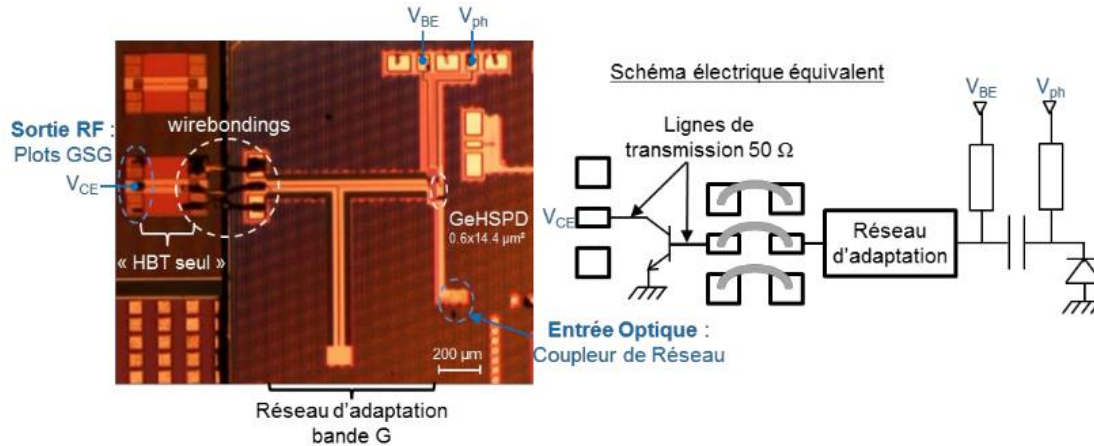 V_BE V_ph
Sortie RF :
Plots GSG
V_CE
wirebondings
GeHSPD
0.6x14.4 µm²
« HBT seul »
Entrée Optique :
Coupleur de Réseau
200 µm
Réseau d'adaptation
bande G
Schéma électrique équivalent
V_BE V_ph
Lignes de
transmission 50 Ω
V_CE
Réseau
d'adaptation